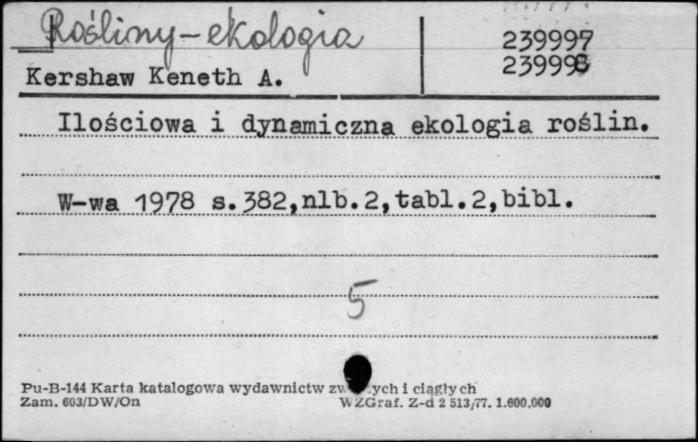 Rośliny-ekologia
239997
Kershaw Keneth A.
239998
Ilościowa i dynamiczna ekologia roślin.
W-wa 1978 s.382,nlb.2,tabl.2,bibl.
5
Pu-B-144 Karta katalogowa wydawnictw i ciągłych
Zam. 603/DW/On WZGraf. Z-d 2 513/77. 1.600.000